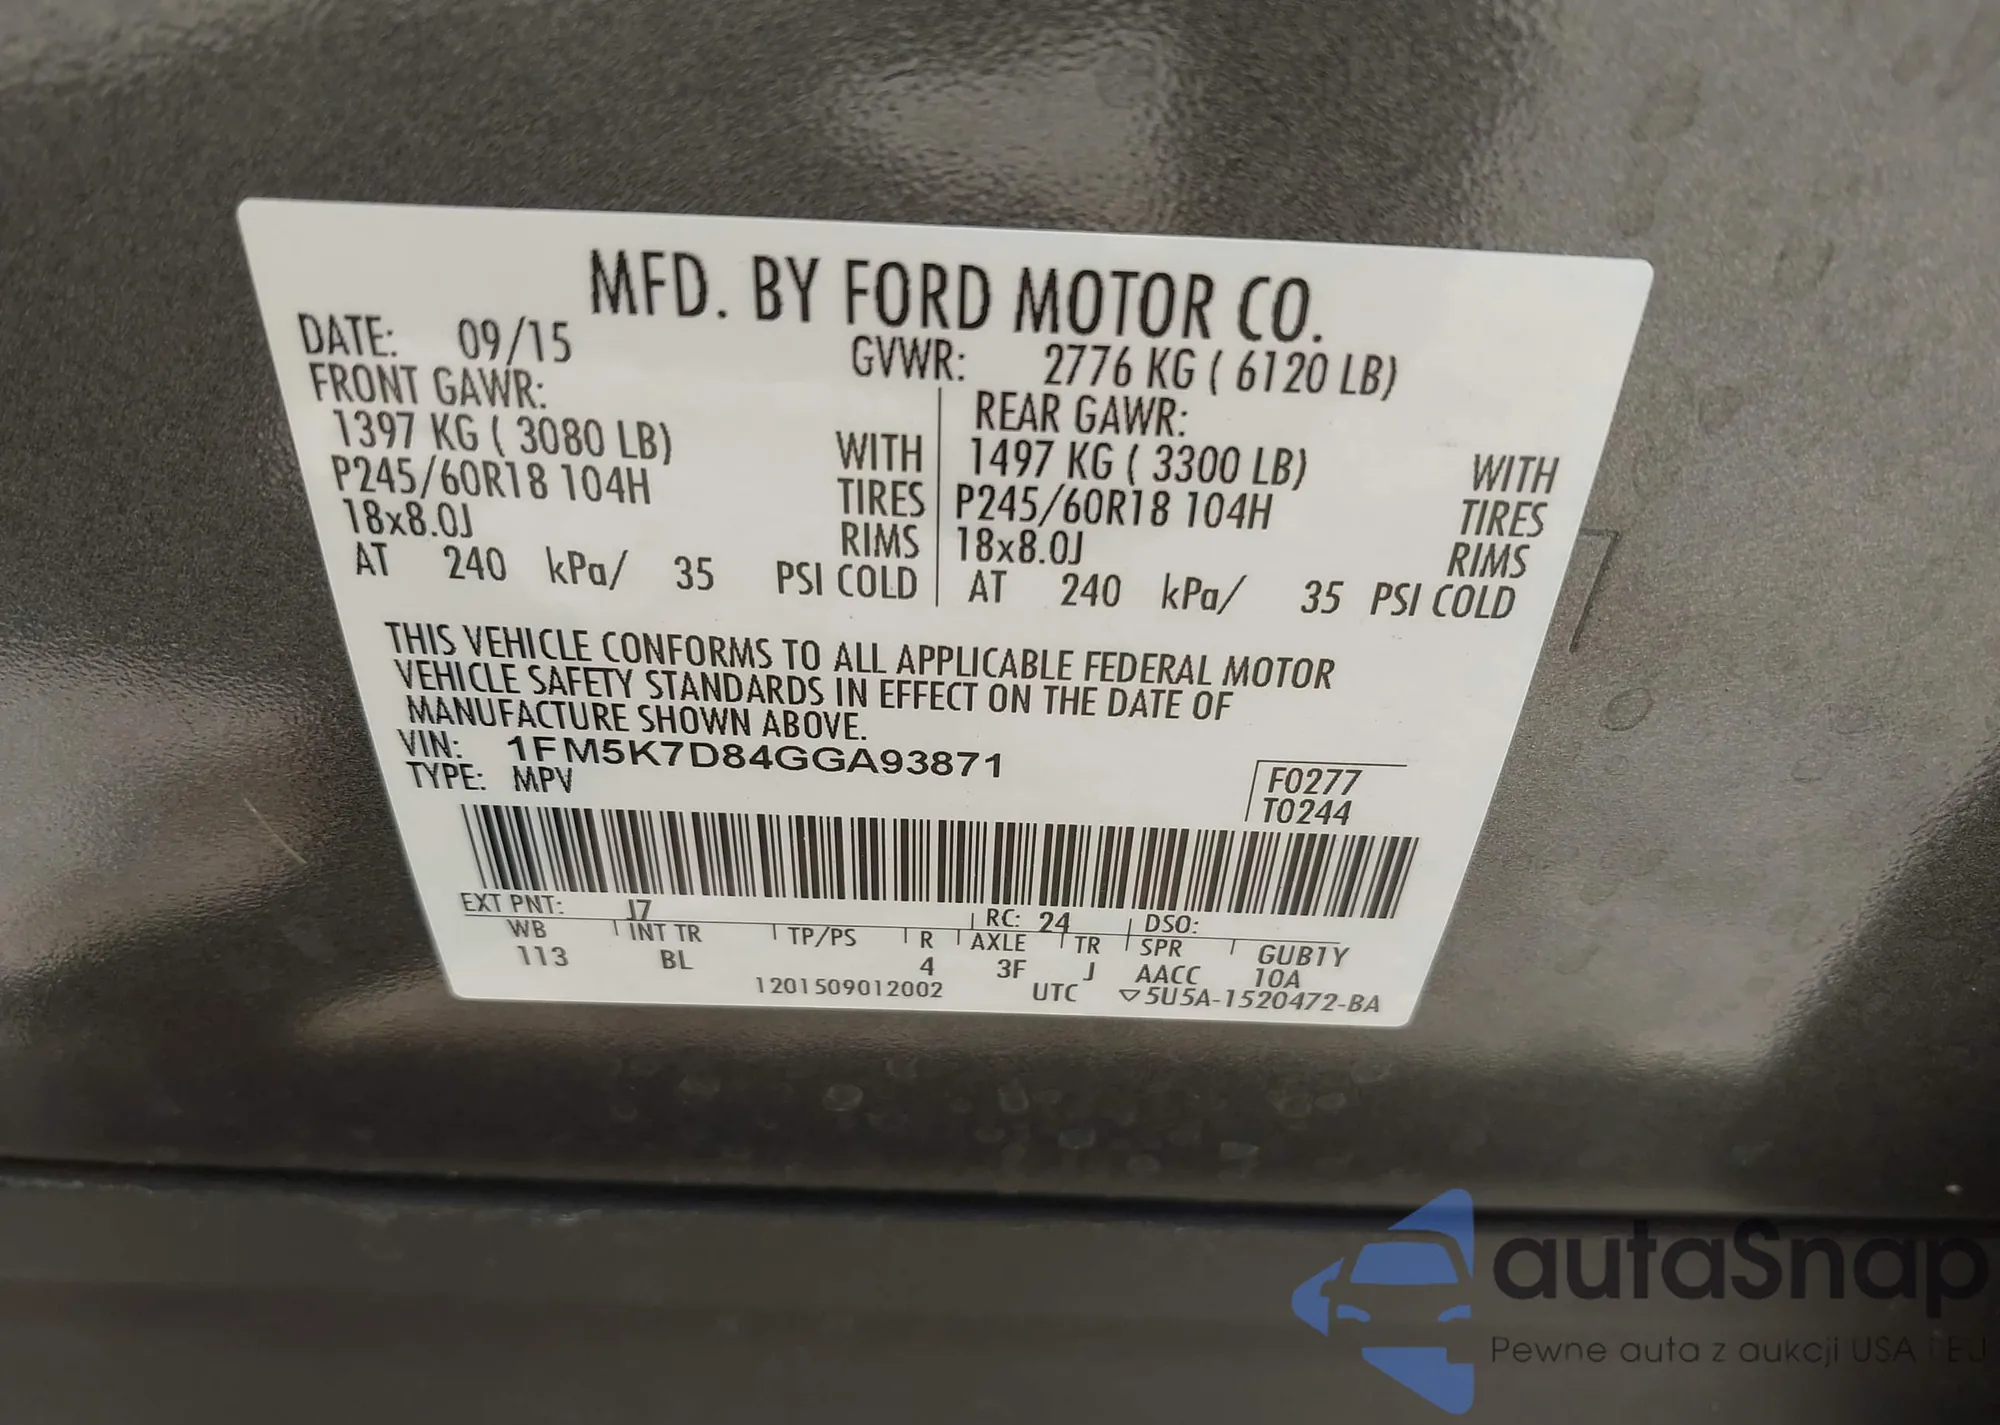 MFD. BY FORD MOTOR CO.
DATE: 09/15 GVWR: 2776 KG ( 6120 LB)
FRONT GAWR: REAR GAWR:
1397 KG ( 3080 LB) WITH 1497 KG ( 3300 LB) WITH
P245/60R18 104H TIRES P245/60R18 104H TIRES
18x8.0J RIMS 18x8.0J RIMS
AT 240 kPa/ 35 PSI COLD AT 240 kPa/ 35 PSI COLD
THIS VEHICLE CONFORMS TO ALL APPLICABLE FEDERAL MOTOR
VEHICLE SAFETY STANDARDS IN EFFECT ON THE DATE OF
MANUFACTURE SHOWN ABOVE.
VIN: 1FM5K7D84GGA93871
TYPE: MPV
F0277
T0244
EXT PNT: J7 RC: 24 DSO:
WB INT TR TP/PS R AXLE TR SPR GUB1Y
113 BL 4 3F J AACC 10A
1201509012002 UTC ▽5U5A-1520472-BA
autaSnap
Pewne auta z aukcji USA i EU